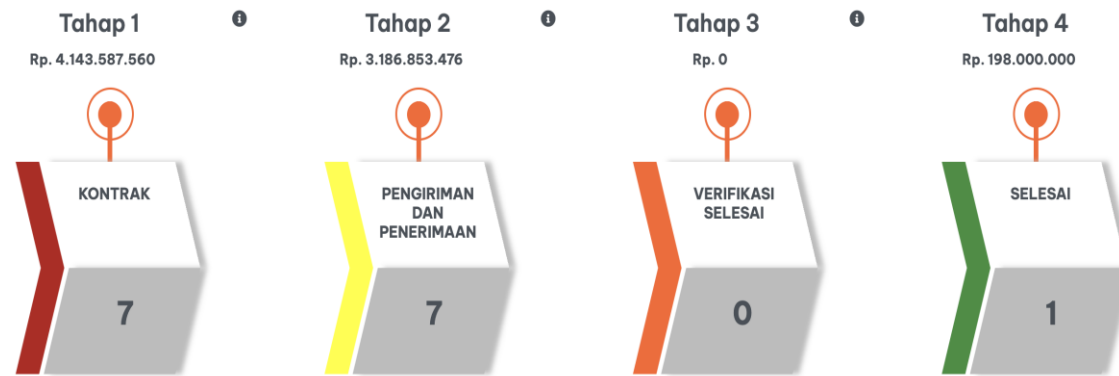 Tahap 1
Rp. 4.143.587.560
KONTRAK
7
Tahap 2
Rp. 3.186.853.476
PENGIRIMAN
DAN
PENERIMAAN
7
Tahap 3
Rp. 0
VERIFIKASI
SELESAI
0
Tahap 4
Rp. 198.000.000
SELESAI
1